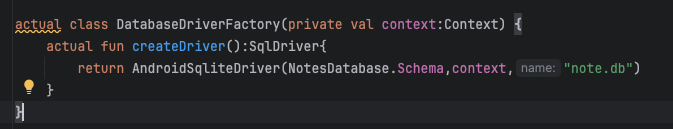 actual class DatabaseDriverFactory(private val context:Context) {
    actual fun createDriver():SqlDriver{
        return AndroidSqliteDriver(NotesDatabase.Schema,context, name: "note.db")
    }
}